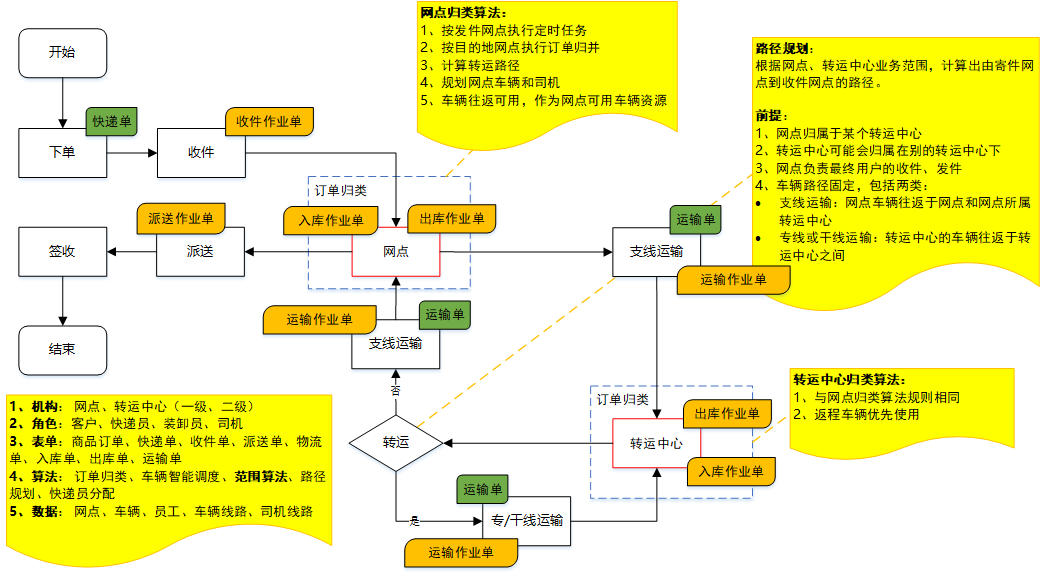 开始
快递单
下单
收件作业单
收件
网点归类算法：
1、按发件网点执行定时任务
2、按目的地网点执行订单归并
3、计算转运路径
4、规划网点车辆和司机
5、车辆往返可用，作为网点可用车辆资源
路径规划：
根据网点、转运中心业务范围，计算出由寄件网
点到收件网点的路径。
前提：
1、网点归属于某个转运中心
2、转运中心可能会归属在别的转运中心下
3、网点负责最终用户的收件、发件
4、车辆路径固定，包括两类：
• 支线运输：网点车辆往返于网点和网点所属
转运中心
• 专线或干线运输：转运中心的车辆往返于转
运中心之间
订单归类
入库作业单
出库作业单
网点
派送作业单
派送
签收
结束
运输单
支线运输
运输作业单
运输作业单
运输单
支线运输
否
转运
是
订单归类
出库作业单
转运中心
入库作业单
运输单
专/干线运输
运输作业单
转运中心归类算法：
1、与网点归类算法规则相同
2、返程车辆优先使用
1、机构： 网点、转运中心（一级、二级）
2、角色：客户、快递员、装卸员、司机
3、表单：商品订单、快递单、收件单、派送单、物流
单、入库单、出库单、运输单
4、算法： 订单归类、车辆智能调度、范围算法、路径
规划、快递员分配
5、数据： 网点、车辆、员工、车辆线路、司机线路